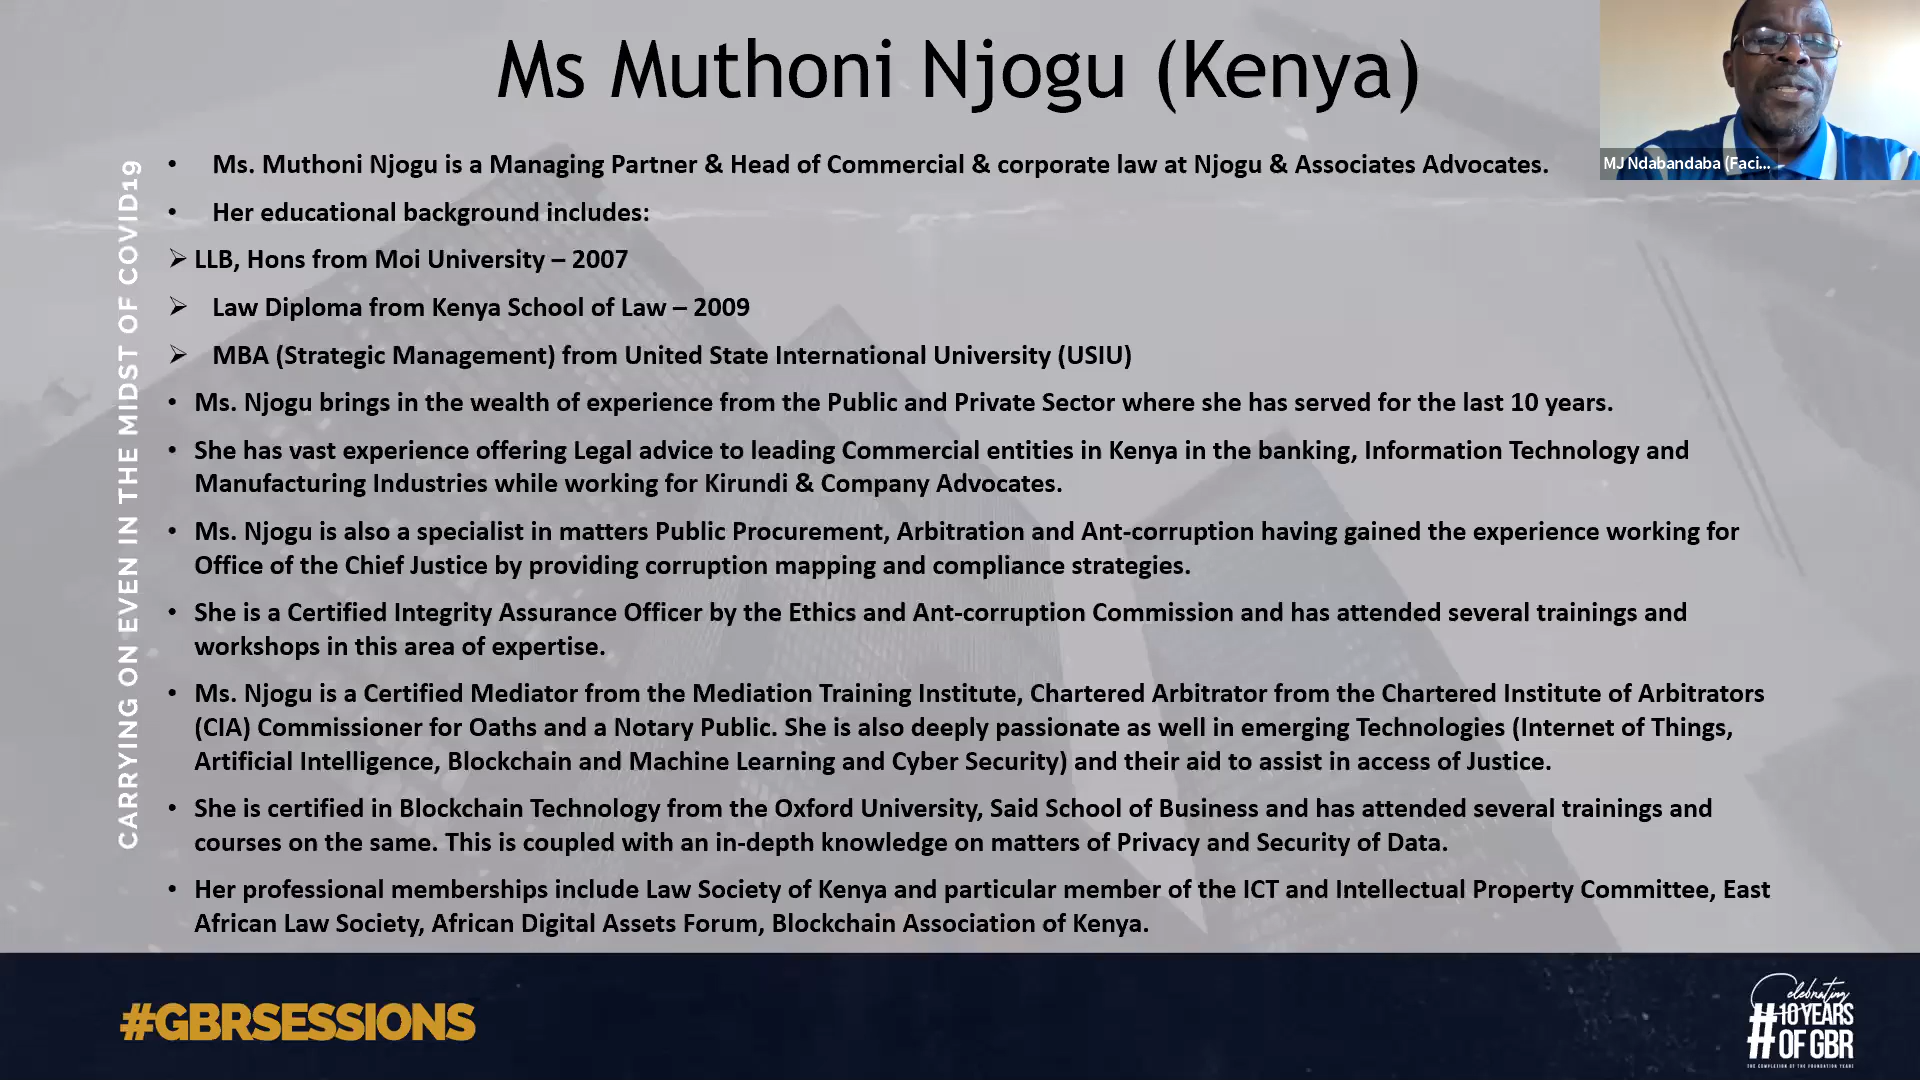 Ms Muthoni Njogu (Kenya)
MJ Ndabandaba (Faci...
CARRYING ON EVEN IN THE MIDST OF COVID19
• Ms. Muthoni Njogu is a Managing Partner & Head of Commercial & corporate law at Njogu & Associates Advocates.
• Her educational background includes:
➢ LLB, Hons from Moi University – 2007
➢ Law Diploma from Kenya School of Law – 2009
➢ MBA (Strategic Management) from United State International University (USIU)
• Ms. Njogu brings in the wealth of experience from the Public and Private Sector where she has served for the last 10 years.
• She has vast experience offering Legal advice to leading Commercial entities in Kenya in the banking, Information Technology and
Manufacturing Industries while working for Kirundi & Company Advocates.
• Ms. Njogu is also a specialist in matters Public Procurement, Arbitration and Ant-corruption having gained the experience working for
Office of the Chief Justice by providing corruption mapping and compliance strategies.
• She is a Certified Integrity Assurance Officer by the Ethics and Ant-corruption Commission and has attended several trainings and
workshops in this area of expertise.
• Ms. Njogu is a Certified Mediator from the Mediation Training Institute, Chartered Arbitrator from the Chartered Institute of Arbitrators
(CIA) Commissioner for Oaths and a Notary Public. She is also deeply passionate as well in emerging Technologies (Internet of Things,
Artificial Intelligence, Blockchain and Machine Learning and Cyber Security) and their aid to assist in access of Justice.
• She is certified in Blockchain Technology from the Oxford University, Said School of Business and has attended several trainings and
courses on the same. This is coupled with an in-depth knowledge on matters of Privacy and Security of Data.
• Her professional memberships include Law Society of Kenya and particular member of the ICT and Intellectual Property Committee, East
African Law Society, African Digital Assets Forum, Blockchain Association of Kenya.
#GBRSESSIONS
Celebrating
#10 YEARS
OF GBR
THE COMPLETION OF THE FOUNDATION YEARS